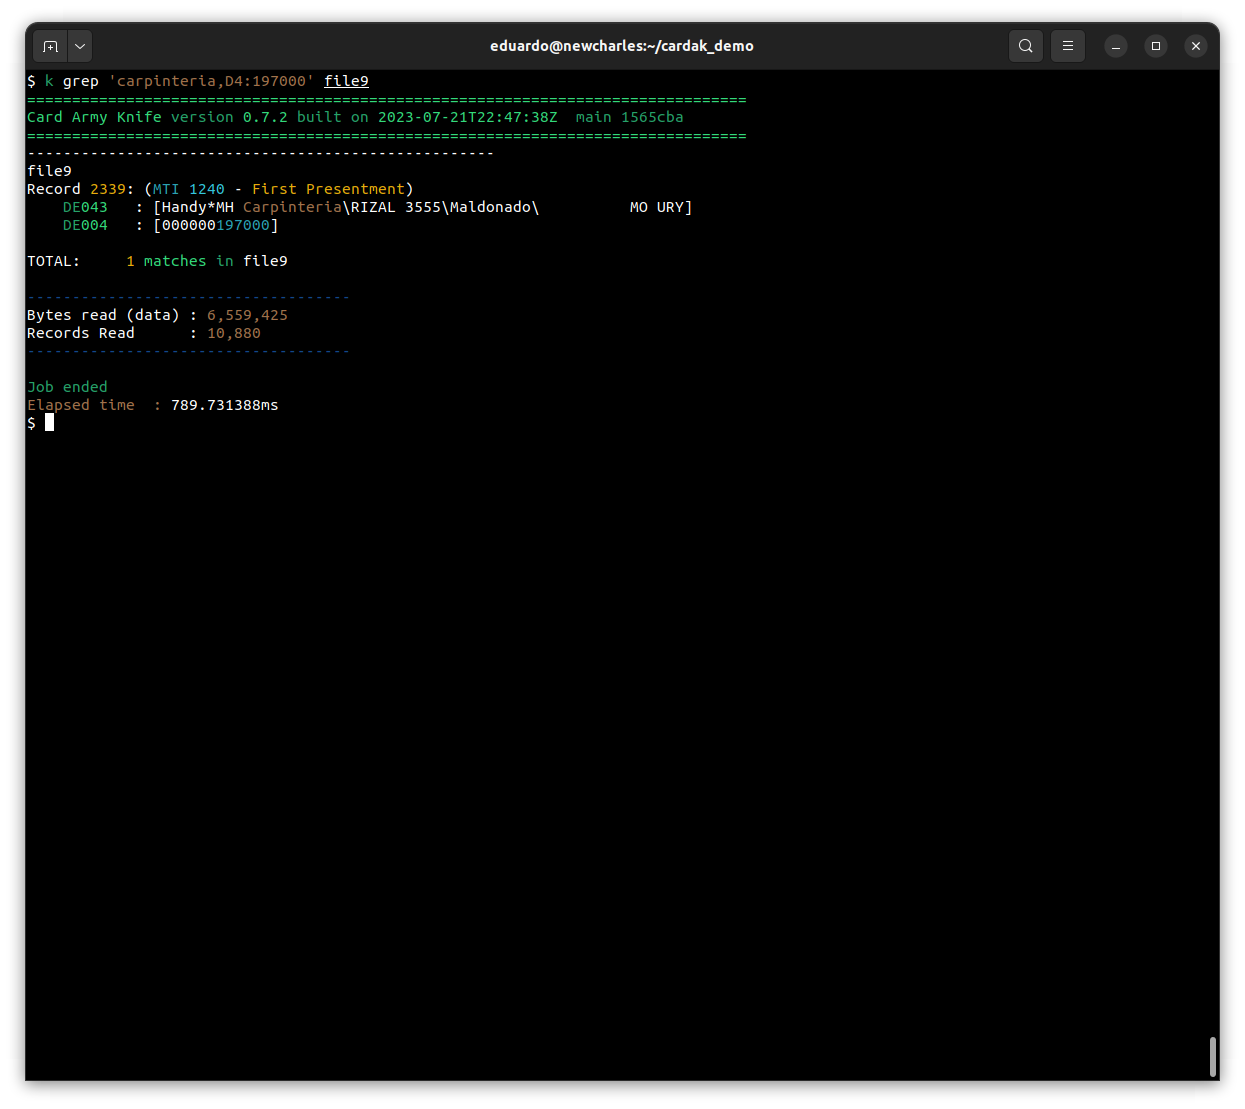 eduardo@newcharles:~/cardak_demo
$ k grep 'carpinteria,D4:197000' file9
================================================================================
Card Army Knife version 0.7.2 built on 2023-07-21T22:47:38Z  main 1565cba
================================================================================
----------------------------------------------------
file9
Record 2339: (MTI 1240 - First Presentment)
    DE043   : [Handy*MH Carpinteria\RIZAL 3555\Maldonado\          MO URY]
    DE004   : [000000197000]
TOTAL:     1 matches in file9
------------------------------------
Bytes read (data) : 6,559,425
Records Read      : 10,880
------------------------------------
Job ended
Elapsed time  : 789.731388ms
$